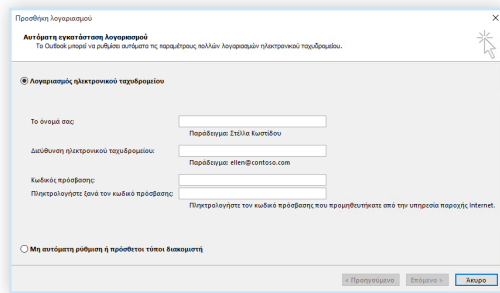 Προσθήκη λογαριασμού
Αυτόματη εγκατάσταση λογαριασμού
Το Outlook μπορεί να ρυθμίσει αυτόματα τις παραμέτρους πολλών λογαριασμών ηλεκτρονικού ταχυδρομείου.
Λογαριασμός ηλεκτρονικού ταχυδρομείου
Το όνομά σας:
Παράδειγμα: Στέλλα Κωστίδου
Διεύθυνση ηλεκτρονικού ταχυδρομείου:
Παράδειγμα: ellen@contoso.com
Κωδικός πρόσβασης:
Πληκτρολογήστε ξανά τον κωδικό πρόσβασης:
Πληκτρολογήστε τον κωδικό πρόσβασης που προμηθευτήκατε από την υπηρεσία παροχής Internet.
Μη αυτόματη ρύθμιση ή πρόσθετοι τύποι διακομιστή
< Προηγούμενο Επόμενο > Άκυρο